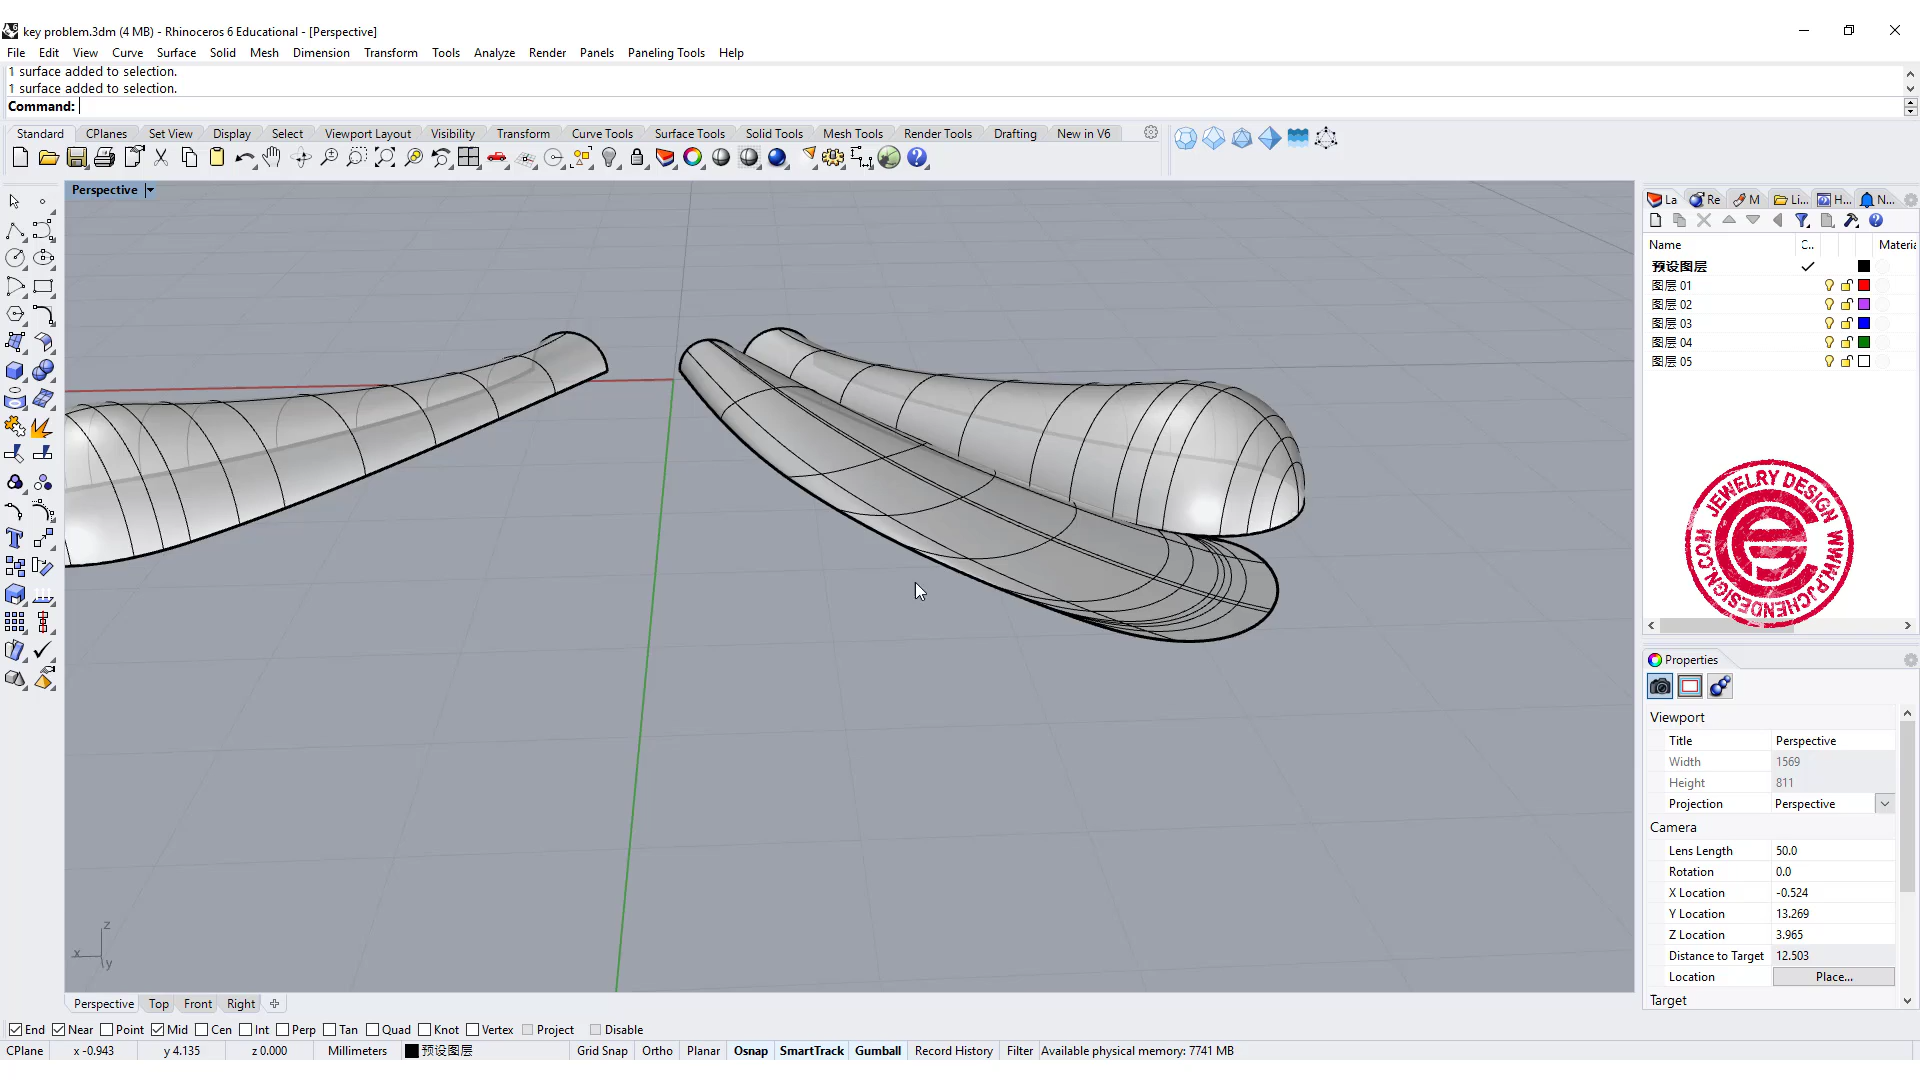 key problem.3dm (4 MB) - Rhinoceros 6 Educational - [Perspective]
File Edit View Curve Surface Solid Mesh Dimension Transform Tools Analyze Render Panels Paneling Tools Help
1 surface added to selection.
1 surface added to selection.
Command:
Standard CPlanes Set View Display Select Viewport Layout Visibility Transform Curve Tools Surface Tools Solid Tools Mesh Tools Render Tools Drafting New in V6
Perspective
La Re M Li... H... N...
Name C.. Materia
预设图层
图层 01
图层 02
图层 03
图层 04
图层 05
JEWELRY DESIGN
WWW.PJCHENDESIGN.COM
Properties
Viewport
Title Perspective
Width 1569
Height 811
Projection Perspective
Camera
Lens Length 50.0
Rotation 0.0
X Location -0.524
Y Location 13.269
Z Location 3.965
Distance to Target 12.503
Location Place...
Target
z
x
y
Perspective Top Front Right
End Near Point Mid Cen Int Perp Tan Quad Knot Vertex Project Disable
CPlane x -0.943 y 4.135 z 0.000 Millimeters 预设图层 Grid Snap Ortho Planar Osnap SmartTrack Gumball Record History Filter Available physical memory: 7741 MB